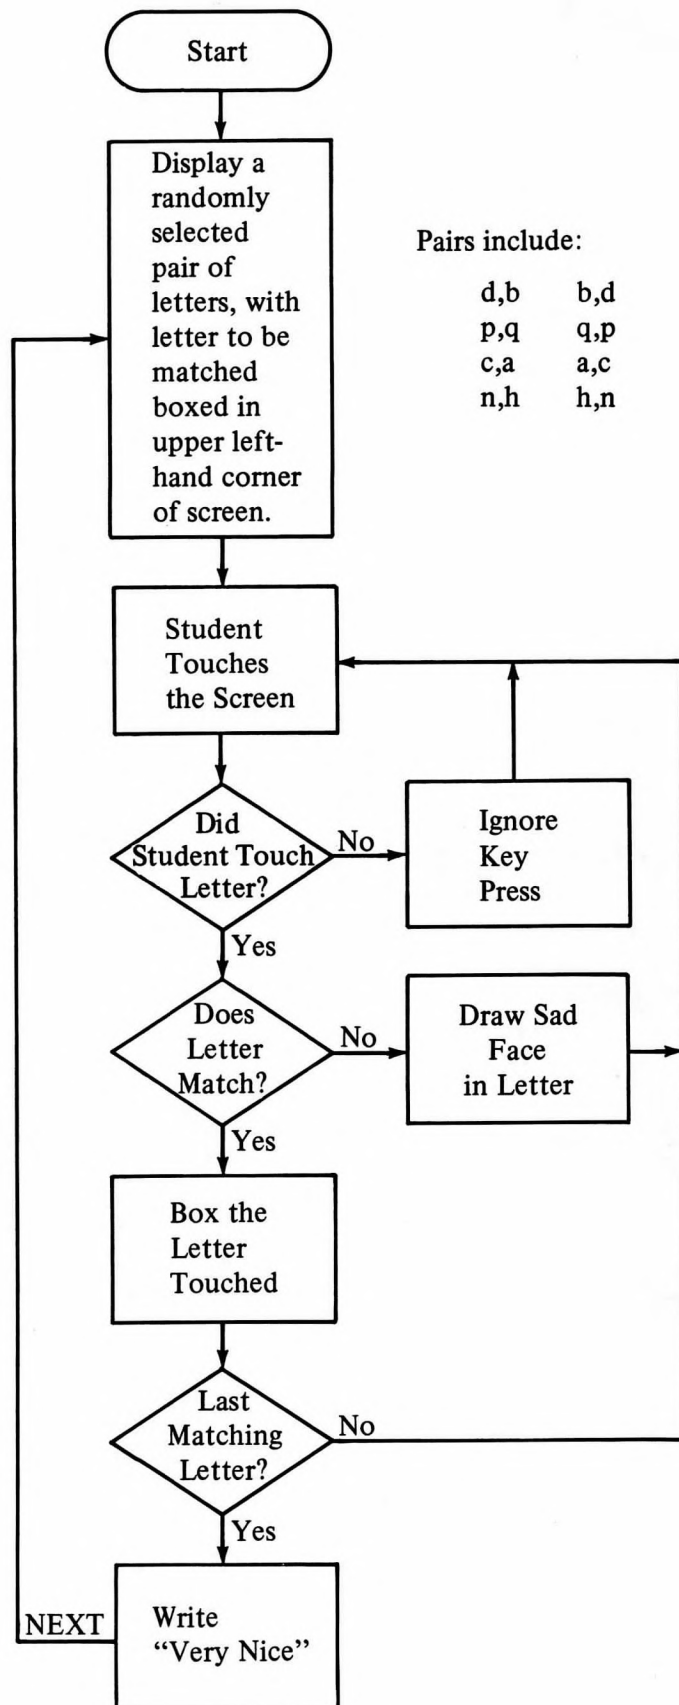 Start
Display a
randomly
selected
pair of
letters, with
letter to be
matched
boxed in
upper left-
hand corner
of screen.
Pairs include:
d,b b,d
p,q q,p
c,a a,c
n,h h,n
Student
Touches
the Screen
Did
Student Touch
Letter?
No
Ignore
Key
Press
Yes
Does
Letter
Match?
No
Draw Sad
Face
in Letter
Yes
Box the
Letter
Touched
Last
Matching
Letter?
No
Yes
Write
“Very Nice”
NEXT